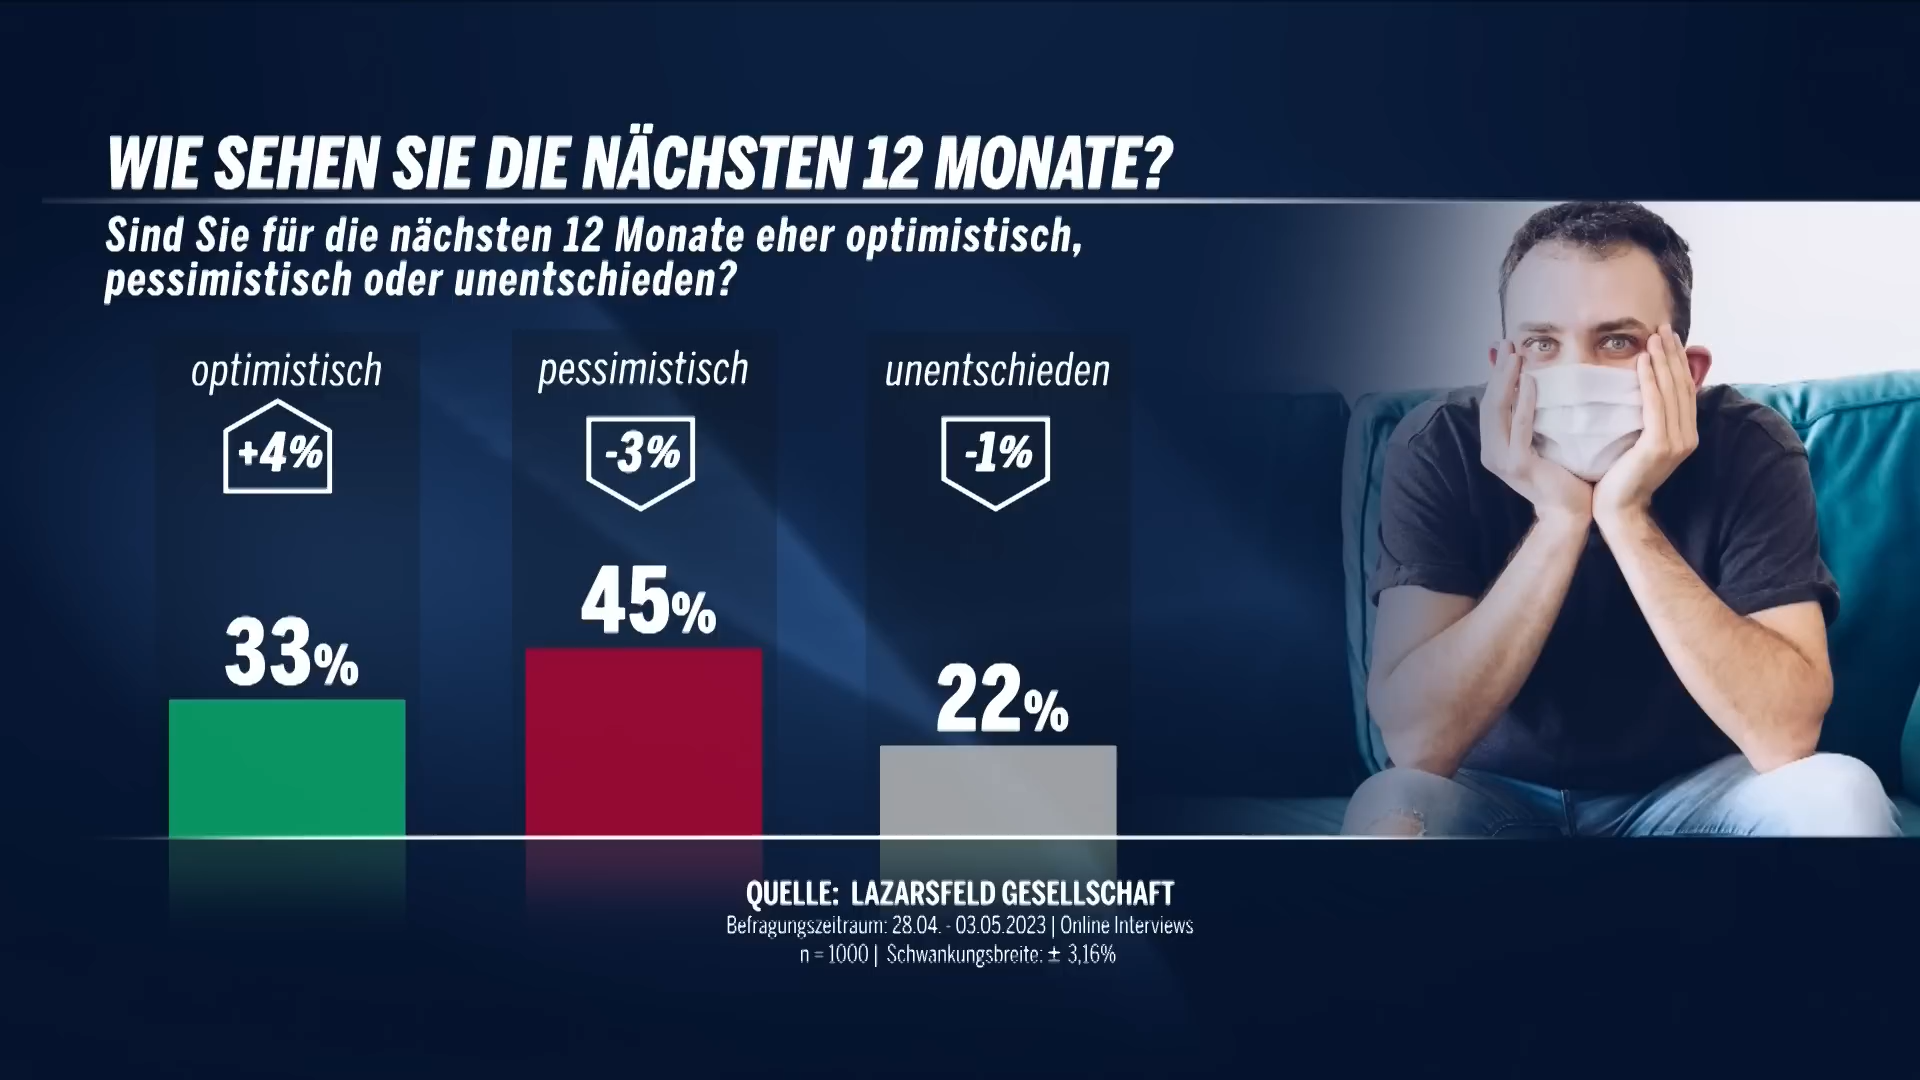 WIE SEHEN SIE DIE NÄCHSTEN 12 MONATE?
Sind Sie für die nächsten 12 Monate eher optimistisch,
pessimistisch oder unentschieden?
optimistisch
+4%
33%
pessimistisch
-3%
45%
unentschieden
-1%
22%
QUELLE: LAZARSFELD GESELLSCHAFT
Befragungszeitraum: 28.04. - 03.05.2023 | Online Interviews
n = 1000 | Schwankungsbreite: ± 3,16%